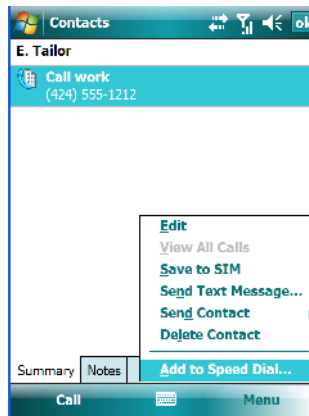 Contacts
ok
E. Tailor
Call work
(424) 555-1212
Edit
View All Calls
Save to SIM
Send Text Message...
Send Contact
Delete Contact
Add to Speed Dial...
Summary
Notes
Call
Menu